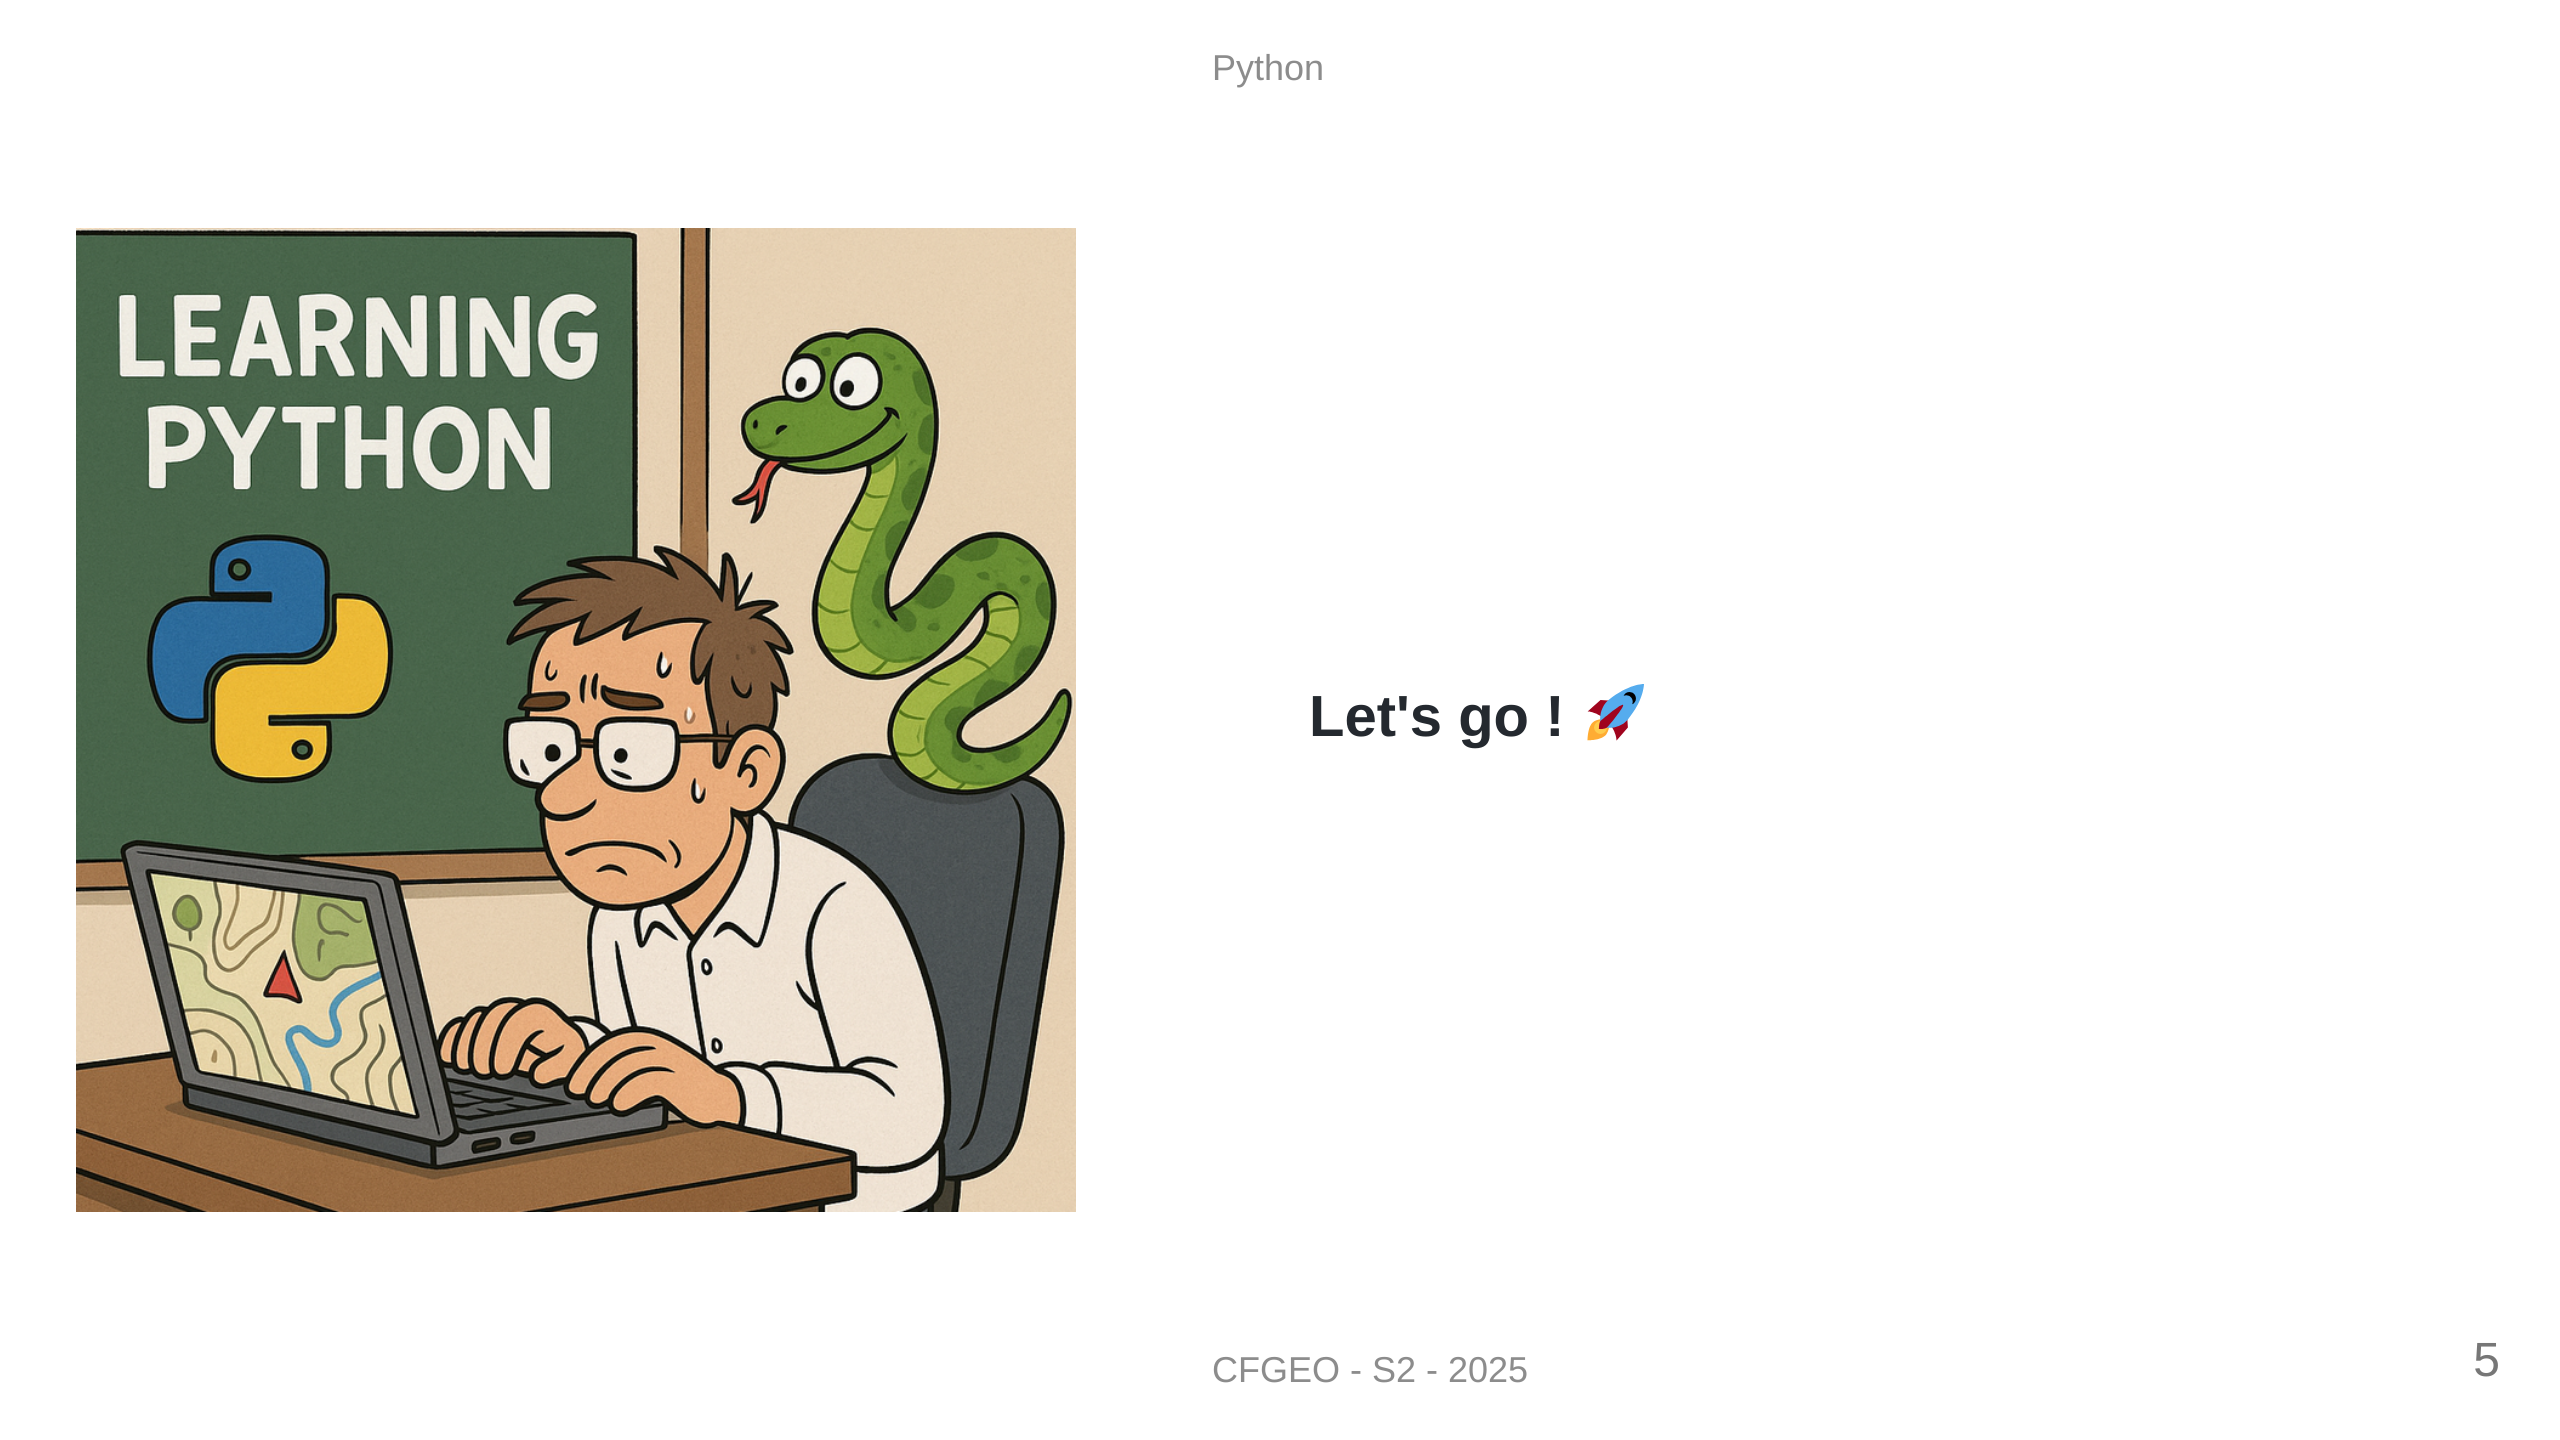 Python
LEARNING
PYTHON
Let's go ! 🚀
CFGEO - S2 - 2025
5